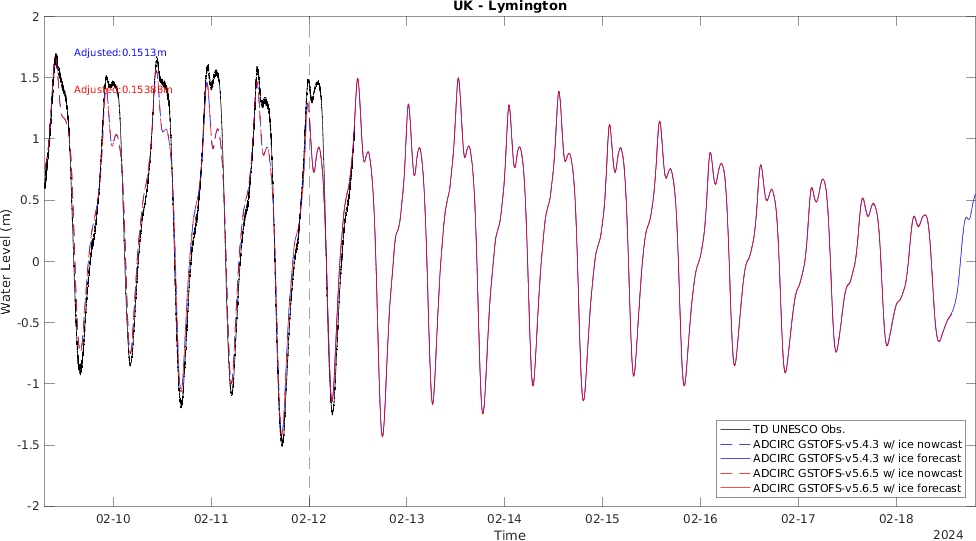 UK - Lymington
2
1.5
1
0.5
0
-0.5
-1
-1.5
-2
Water Level (m)
Adjusted:0.1513m
Adjusted:0.15388m
TD UNESCO Obs.
ADCIRC GSTOFS-v5.4.3 w/ ice nowcast
ADCIRC GSTOFS-v5.4.3 w/ ice forecast
ADCIRC GSTOFS-v5.6.5 w/ ice nowcast
ADCIRC GSTOFS-v5.6.5 w/ ice forecast
02-10 02-11 02-12 02-13 02-14 02-15 02-16 02-17 02-18
Time
2024